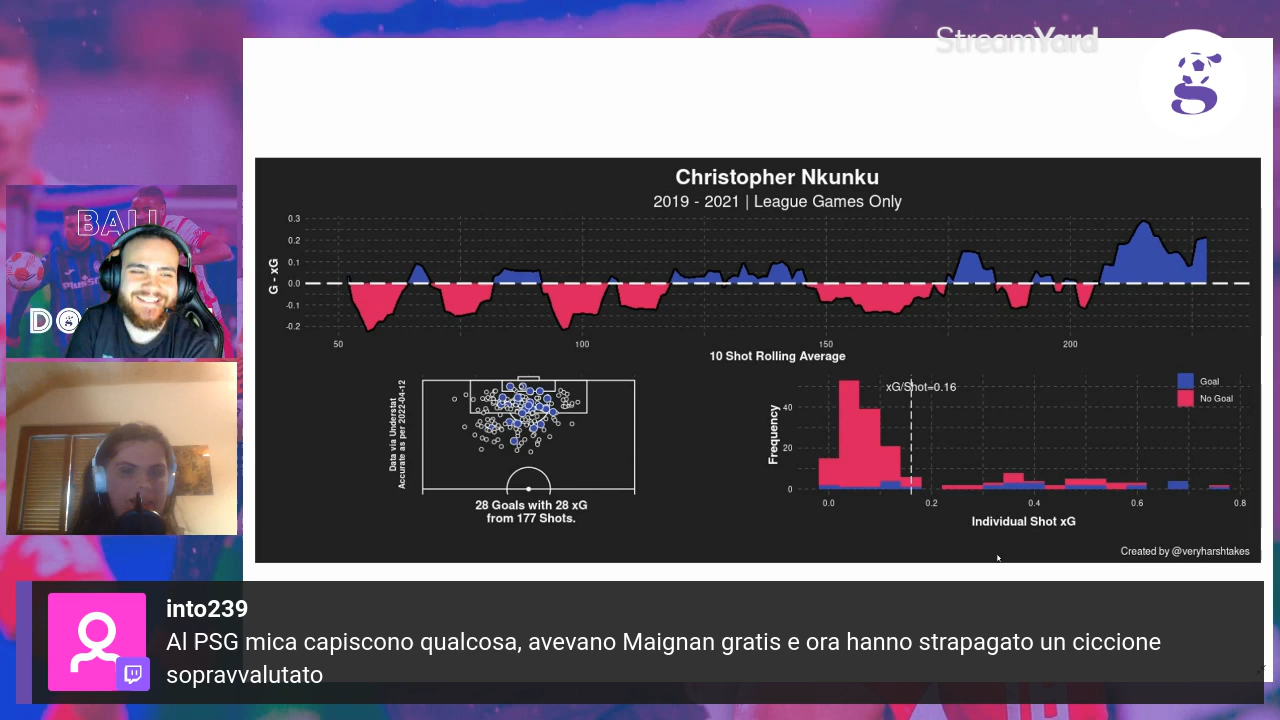 StreamYard
g
Christopher Nkunku
2019 - 2021 | League Games Only
G - xG
0.3
0.2
0.1
0.0
-0.1
-0.2
50
100
150
200
10 Shot Rolling Average
BALL
DO
Data via Understat
Accurate as per 2022-04-12
28 Goals with 28 xG
from 177 Shots.
xG/Shot=0.16
Goal
No Goal
Frequency
40
20
0
0.0
0.2
0.4
0.6
0.8
Individual Shot xG
Created by @veryharshtakes
into239
Al PSG mica capiscono qualcosa, avevano Maignan gratis e ora hanno strapagato un ciccione
sopravvalutato